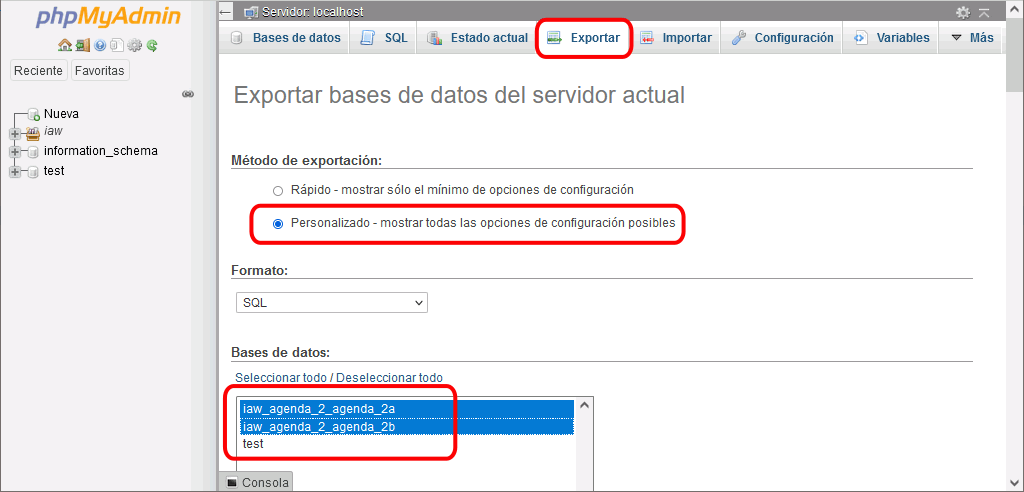 phpMyAdmin
Reciente Favoritas
Nueva
iaw
information_schema
test
Servidor: localhost
Bases de datos SQL Estado actual Exportar Importar Configuración Variables Más
Exportar bases de datos del servidor actual
Método de exportación:
Rápido - mostrar sólo el mínimo de opciones de configuración
Personalizado - mostrar todas las opciones de configuración posibles
Formato:
SQL
Bases de datos:
Seleccionar todo / Deseleccionar todo
iaw_agenda_2_agenda_2a
iaw_agenda_2_agenda_2b
test
Consola